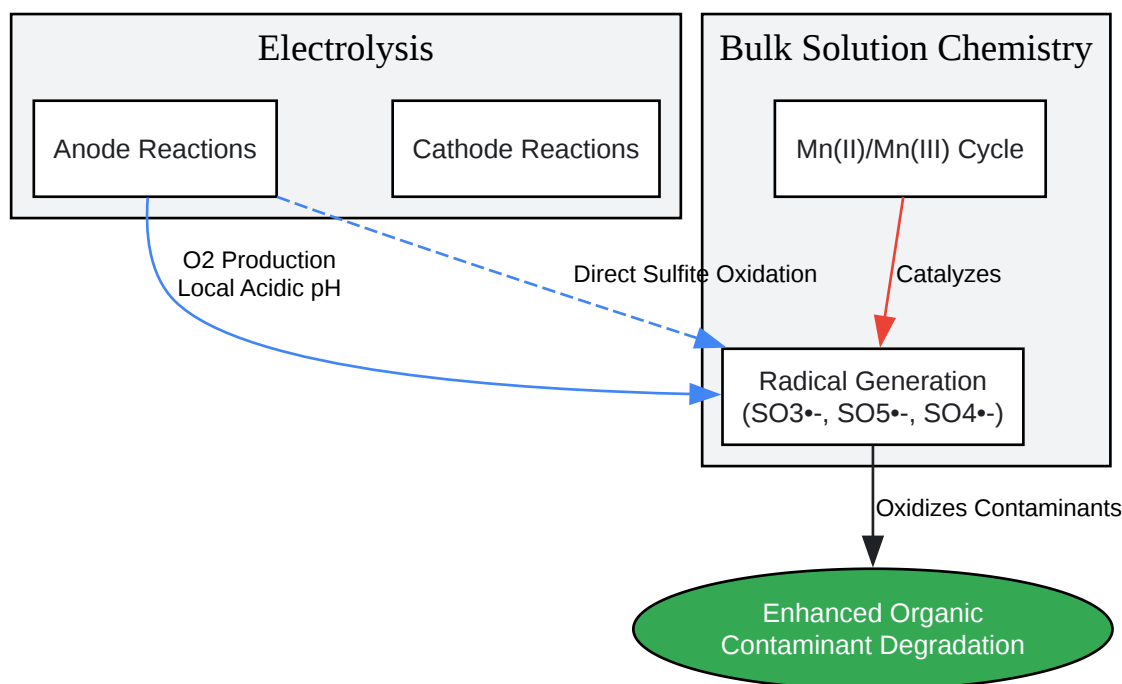 Electrolysis
Bulk Solution Chemistry
Anode Reactions
Cathode Reactions
Mn(II)/Mn(III) Cycle
O2 Production
Local Acidic pH
Direct Sulfite Oxidation
Catalyzes
Radical Generation
(SO3•-, SO5•-, SO4•-)
Oxidizes Contaminants
Enhanced Organic
Contaminant Degradation